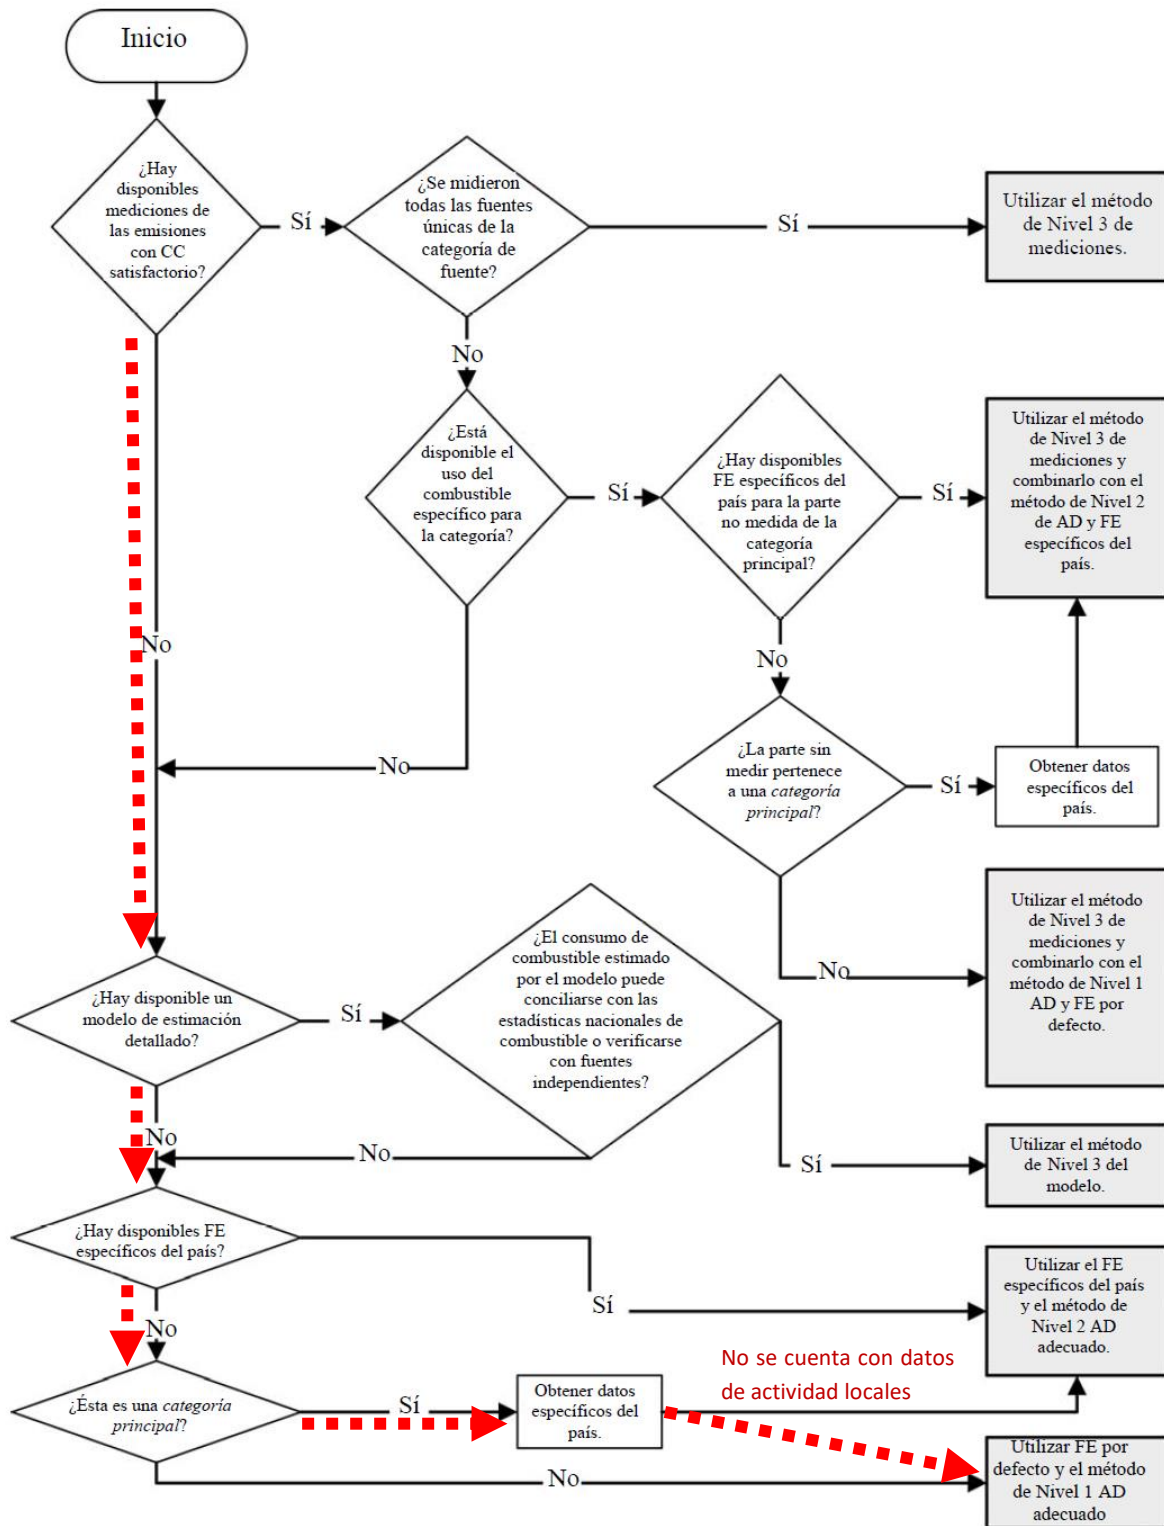 Inicio
¿Hay
disponibles
mediciones de
las emisiones
con CC
satisfactorio?
Sí
¿Se midieron
todas las fuentes
únicas de la
categoría de
fuente?
Sí
Utilizar el método
de Nivel 3 de
mediciones.
No
¿Está
disponible el
uso del
combustible
específico para
la categoría?
Sí
¿Hay disponibles
FE específicos del
país para la parte
no medida de la
categoría
principal?
Sí
Utilizar el método
de Nivel 3 de
mediciones y
combinarlo con el
método de Nivel 2
de AD y FE
específicos del
país.
No
No
¿La parte sin
medir pertenece
a una categoría
principal?
Sí
Obtener datos
específicos del
país.
No
No
Utilizar el método
de Nivel 3 de
mediciones y
combinarlo con el
método de Nivel 1
AD y FE por
defecto.
¿Hay disponible un
modelo de estimación
detallado?
Sí
¿El consumo de
combustible estimado
por el modelo puede
conciliarse con las
estadísticas nacionales de
combustible o verificarse
con fuentes
independientes?
No
No
Sí
Utilizar el método
de Nivel 3 del
modelo.
¿Hay disponibles FE
específicos del país?
Sí
Utilizar el FE
específicos del país
y el método de
Nivel 2 AD
adecuado.
No
¿Ésta es una categoría
principal?
Sí
Obtener datos
específicos del
país.
No se cuenta con datos
de actividad locales
No
Utilizar FE por
defecto y el método
de Nivel 1 AD
adecuado